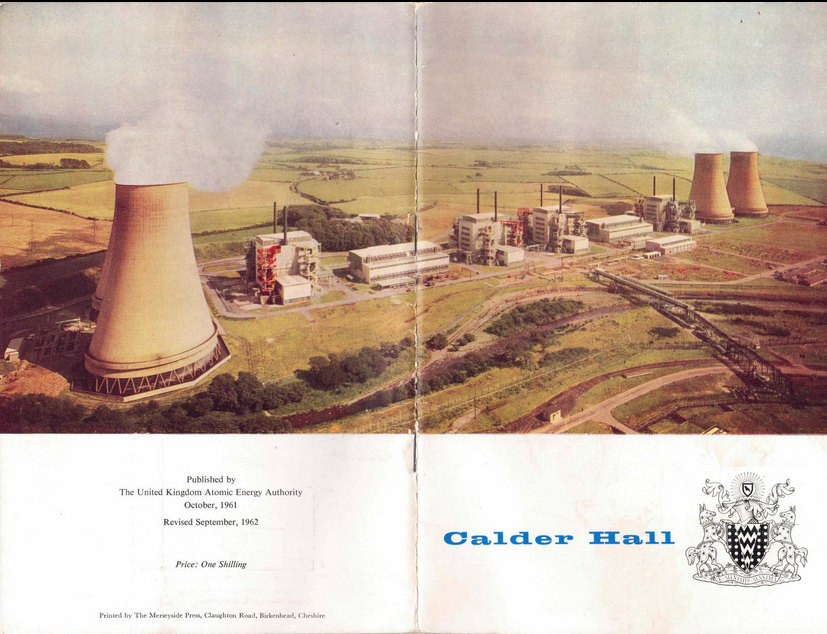 Published by
The United Kingdom Atomic Energy Authority
October, 1961
Revised September, 1962
Price: One Shilling
Printed by The Merseyside Press, Claughton Road, Birkenhead, Cheshire
Calder Hall